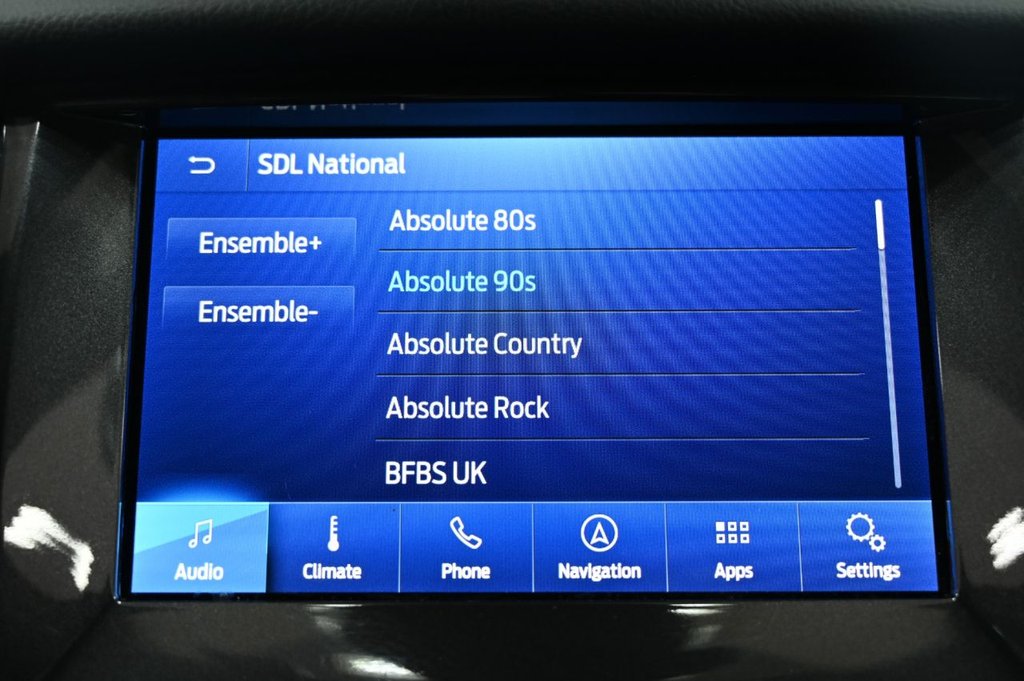 SDL National
Ensemble+
Ensemble-
Absolute 80s
Absolute 90s
Absolute Country
Absolute Rock
BFBS UK
Audio
Climate
Phone
Navigation
Apps
Settings